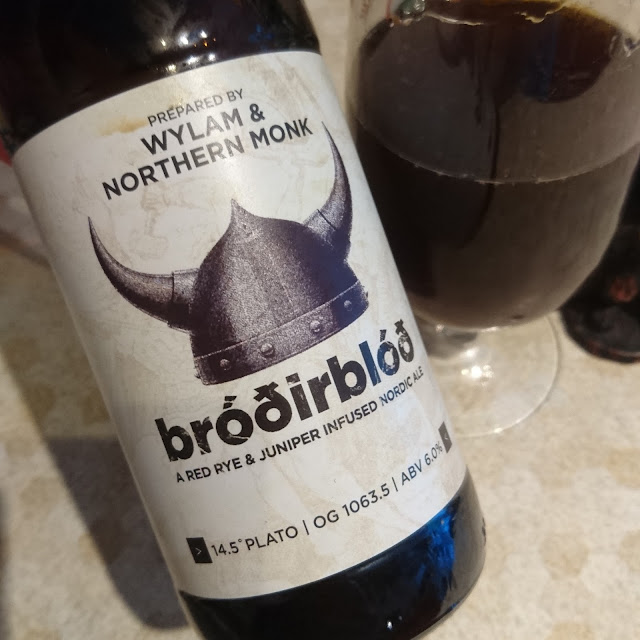 PREPARED BY
WYLAM &
NORTHERN MONK
bróðirblóð
A RED RYE & JUNIPER INFUSED NORDIC ALE
> 14.5° PLATO | OG 1063.5 | ABV 6.0%